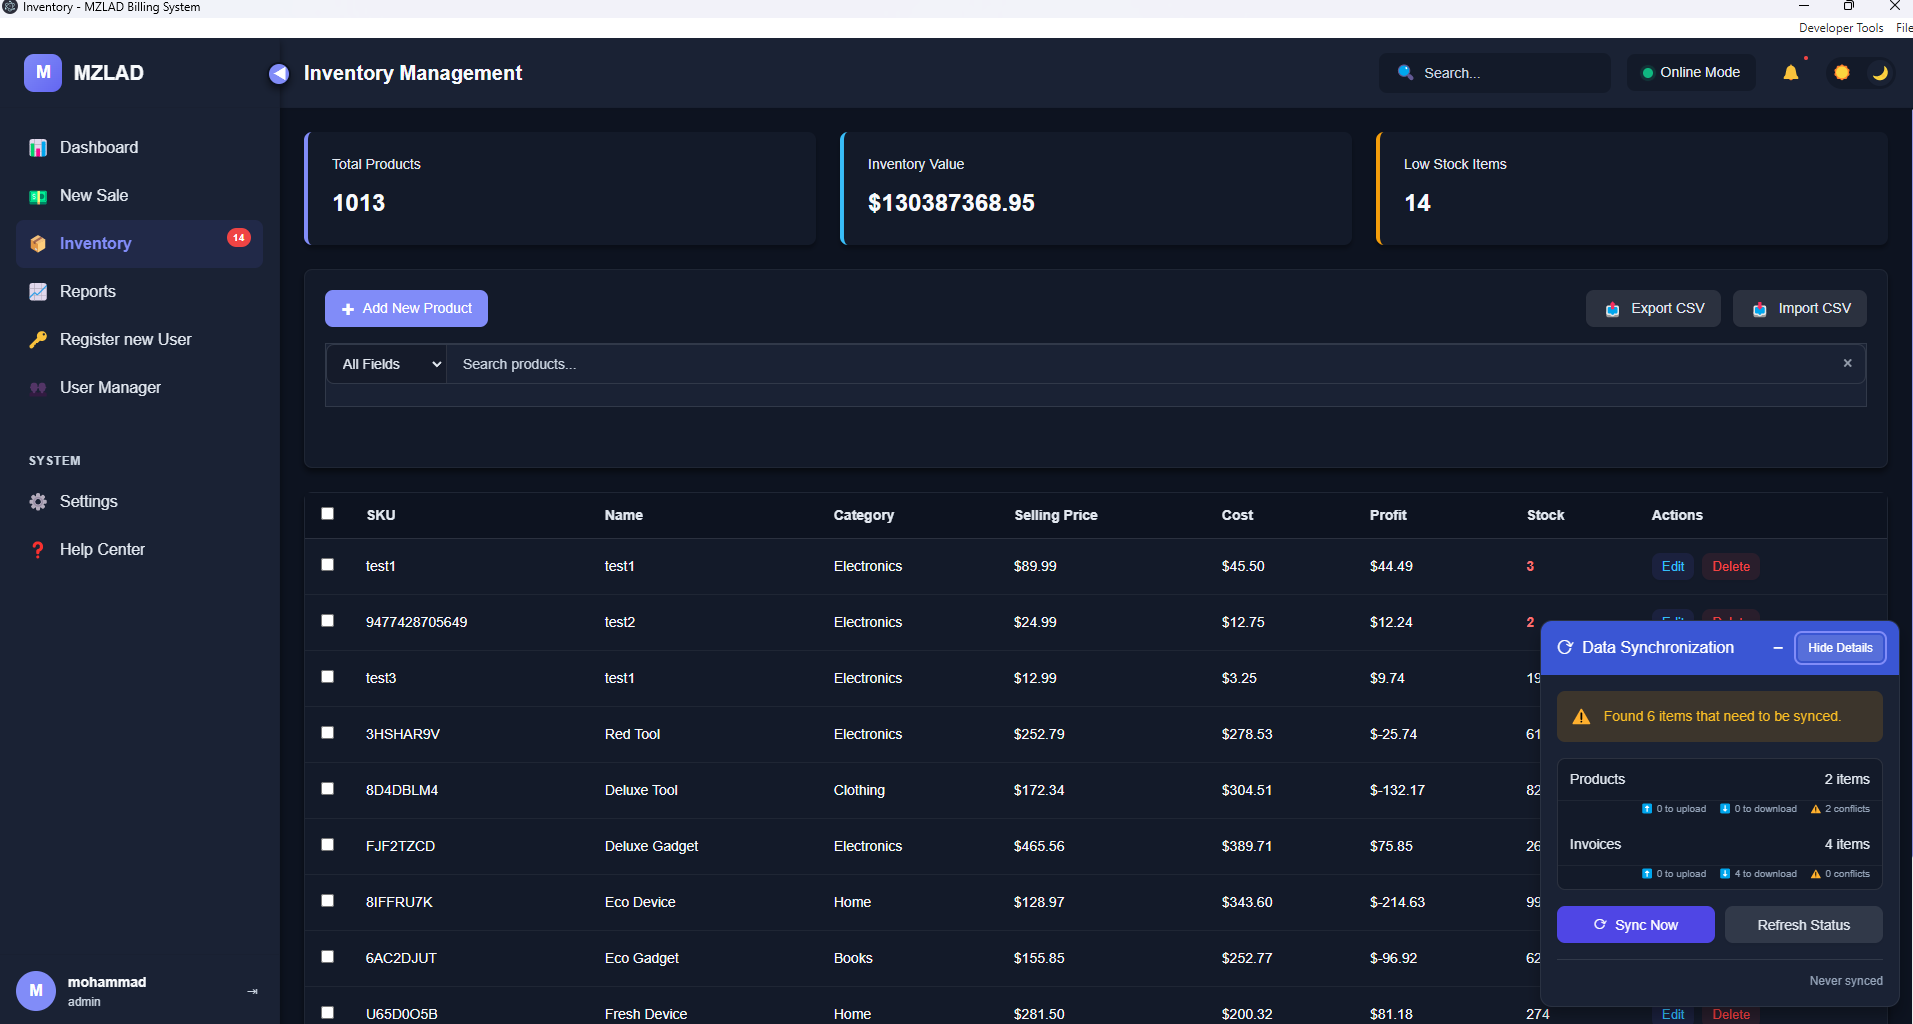 Inventory - MZLAD Billing System
Developer Tools File
M MZLAD
Inventory Management
Search...
Online Mode
Dashboard
New Sale
Inventory 14
Reports
Register new User
User Manager
SYSTEM
Settings
Help Center
M mohammad
admin
Total Products
1013
Inventory Value
$130387368.95
Low Stock Items
14
Add New Product
Export CSV
Import CSV
All Fields
Search products...
SKU Name Category Selling Price Cost Profit Stock Actions
test1 test1 Electronics $89.99 $45.50 $44.49 3 Edit Delete
9477428705649 test2 Electronics $24.99 $12.75 $12.24 2
test3 test1 Electronics $12.99 $3.25 $9.74 19
3HSHAR9V Red Tool Electronics $252.79 $278.53 $-25.74 61
8D4DBLM4 Deluxe Tool Clothing $172.34 $304.51 $-132.17 82
FJF2TZCD Deluxe Gadget Electronics $465.56 $389.71 $75.85 26
8IFFRU7K Eco Device Home $128.97 $343.60 $-214.63 99
6AC2DJUT Eco Gadget Books $155.85 $252.77 $-96.92 62
U65D0O5B Fresh Device Home $281.50 $200.32 $81.18 274 Edit Delete
Data Synchronization
Hide Details
Found 6 items that need to be synced.
Products 2 items
0 to upload 0 to download 2 conflicts
Invoices 4 items
0 to upload 4 to download 0 conflicts
Sync Now
Refresh Status
Never synced